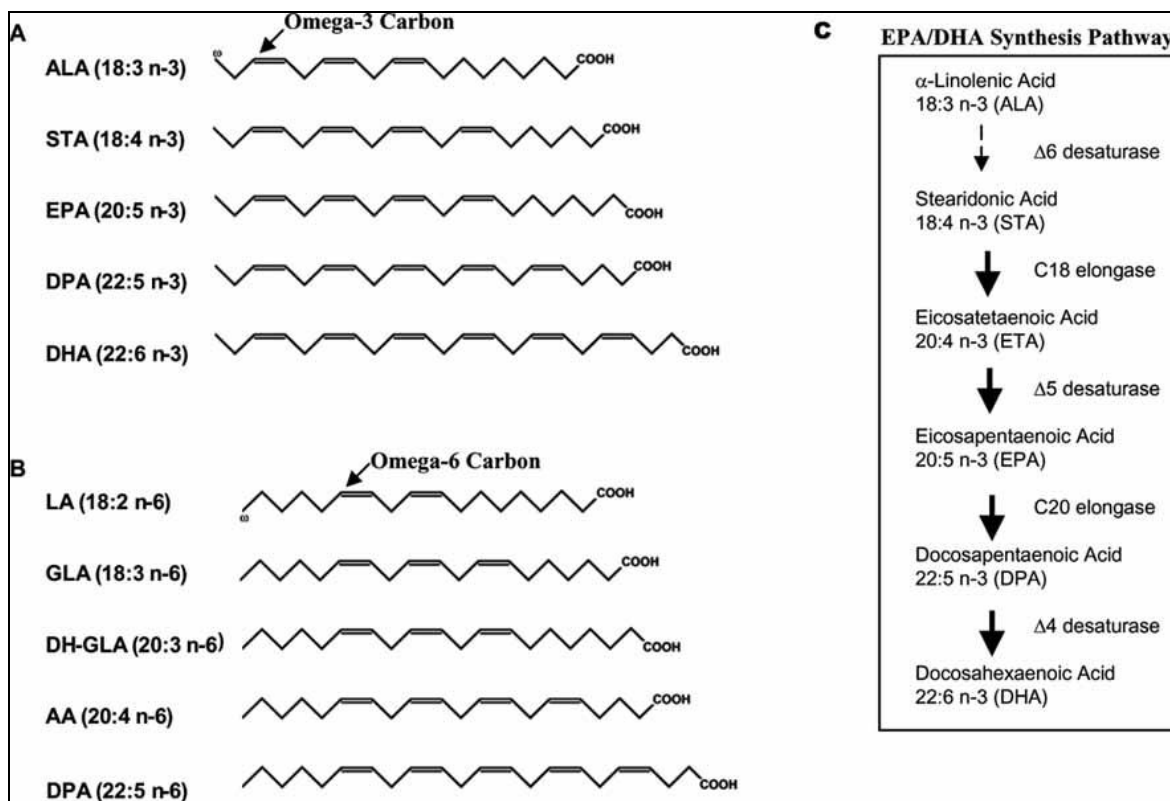 A
Omega-3 Carbon
ω
ALA (18:3 n-3)
COOH
STA (18:4 n-3)
COOH
EPA (20:5 n-3)
COOH
DPA (22:5 n-3)
COOH
DHA (22:6 n-3)
COOH
B
Omega-6 Carbon
LA (18:2 n-6)
ω
COOH
GLA (18:3 n-6)
COOH
DH-GLA (20:3 n-6)
COOH
AA (20:4 n-6)
COOH
DPA (22:5 n-6)
COOH
C
EPA/DHA Synthesis Pathway
α-Linolenic Acid
18:3 n-3 (ALA)
Δ6 desaturase
Stearidonic Acid
18:4 n-3 (STA)
C18 elongase
Eicosatetaenoic Acid
20:4 n-3 (ETA)
Δ5 desaturase
Eicosapentaenoic Acid
20:5 n-3 (EPA)
C20 elongase
Docosapentaenoic Acid
22:5 n-3 (DPA)
Δ4 desaturase
Docosahexaenoic Acid
22:6 n-3 (DHA)